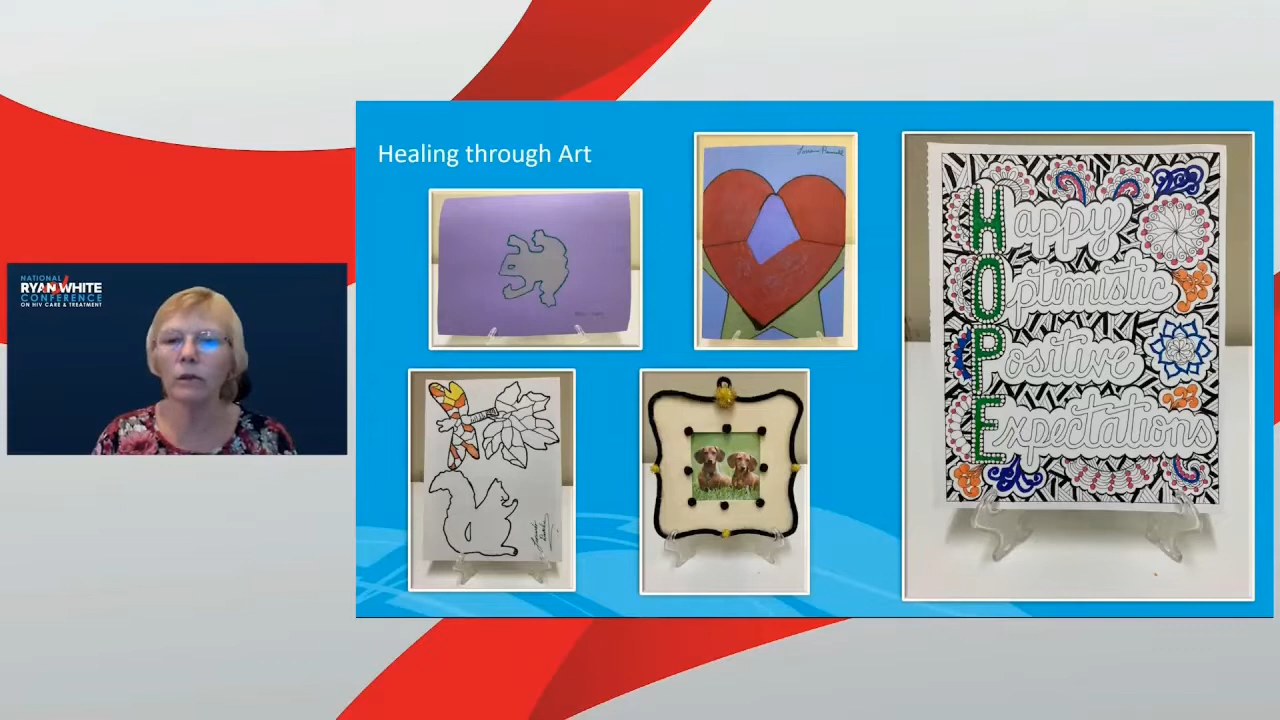 NATIONAL
RYAN WHITE
CONFERENCE
ON HIV CARE & TREATMENT
Healing through Art
Happy
Optimistic
Positive
Expectations